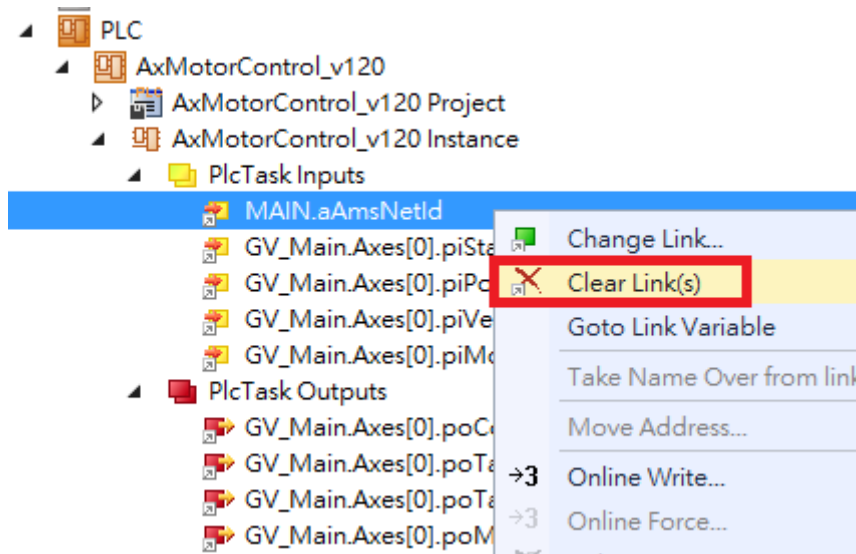 PLC
AxMotorControl_v120
AxMotorControl_v120 Project
AxMotorControl_v120 Instance
PlcTask Inputs
MAIN.aAmsNetId
GV_Main.Axes[0].piSta
GV_Main.Axes[0].piPo
GV_Main.Axes[0].piVe
GV_Main.Axes[0].piMo
PlcTask Outputs
GV_Main.Axes[0].poCo
GV_Main.Axes[0].poTa
GV_Main.Axes[0].poTa
GV_Main.Axes[0].poM
Change Link...
Clear Link(s)
Goto Link Variable
Take Name Over from link
Move Address...
→3 Online Write...
→3 Online Force...